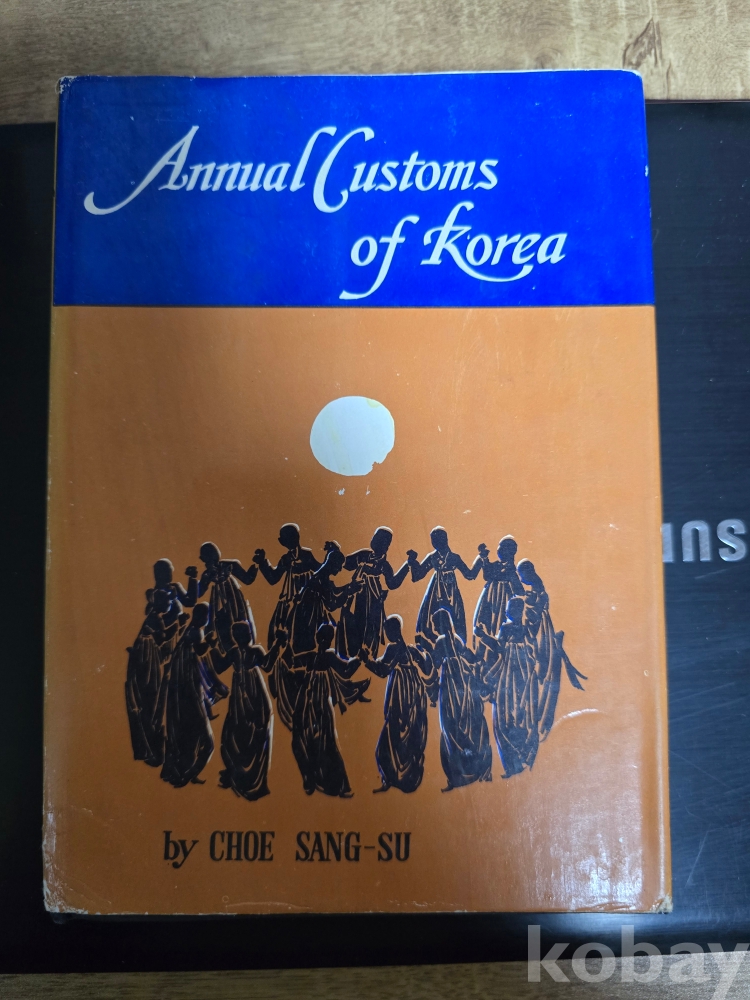 Annual Customs
of Korea
by CHOE SANG-SU
kobay